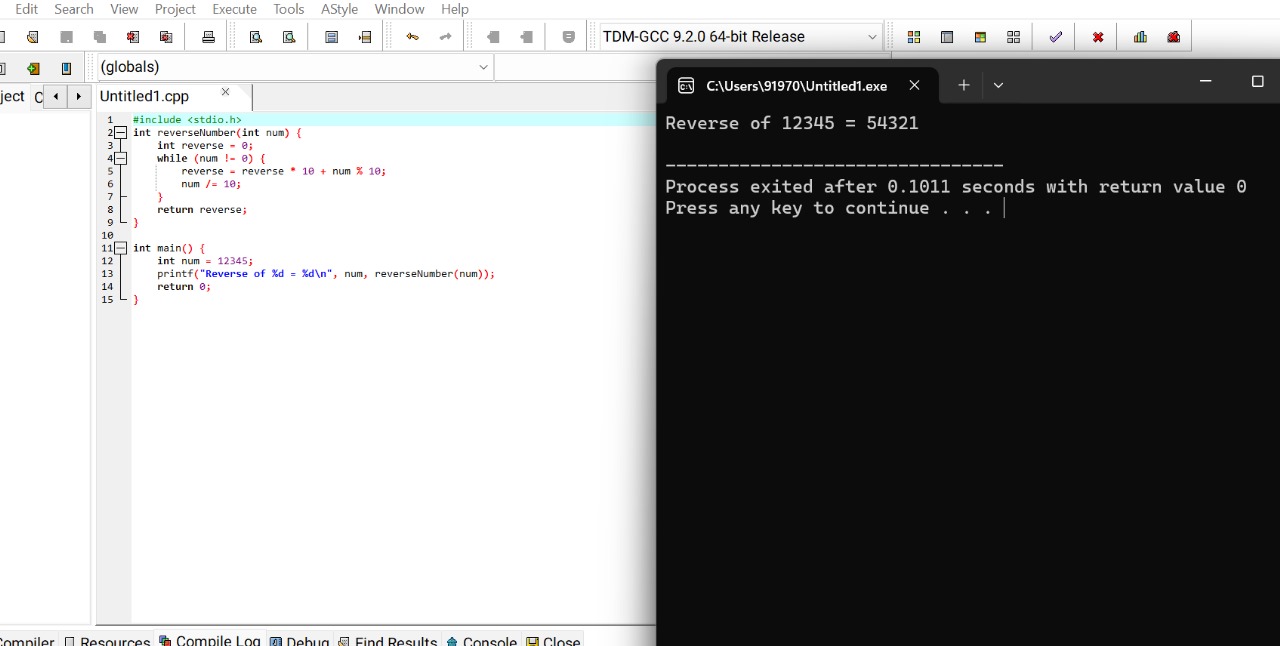 Edit Search View Project Execute Tools AStyle Window Help
TDM-GCC 9.2.0 64-bit Release
(globals)
Untitled1.cpp
1 #include <stdio.h>
2 int reverseNumber(int num) {
3 int reverse = 0;
4 while (num != 0) {
5 reverse = reverse * 10 + num % 10;
6 num /= 10;
7 }
8 return reverse;
9 }
10
11 int main() {
12 int num = 12345;
13 printf("Reverse of %d = %d\n", num, reverseNumber(num));
14 return 0;
15 }
C:\Users\91970\Untitled1.exe
Reverse of 12345 = 54321
--------------------------------
Process exited after 0.1011 seconds with return value 0
Press any key to continue . . .
Resources Compile Log Debug Find Results Console Close